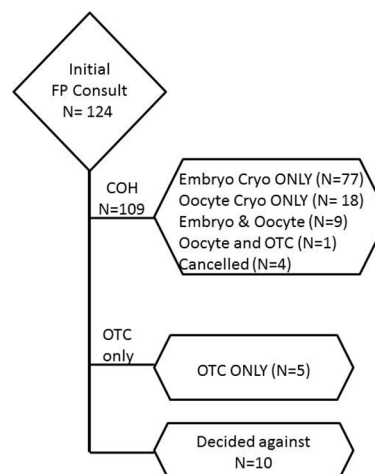 Initial
FP Consult
N= 124
COH
N=109
Embryo Cryo ONLY (N=77)
Oocyte Cryo ONLY (N= 18)
Embryo & Oocyte (N=9)
Oocyte and OTC (N=1)
Cancelled (N=4)
OTC
only
OTC ONLY (N=5)
Decided against
N=10